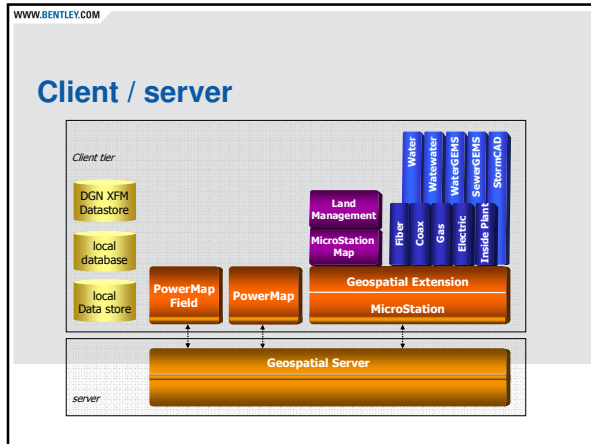 WWW.BENTLEY.COM
Client / server
Client tier
DGN XFM
Datastore
local
database
local
Data store
PowerMap
Field
PowerMap
Land
Management
MicroStation
Map
Fiber
Coax
Gas
Electric
Inside Plant
Water
Watewater
WaterGEMS
SewerGEMS
StormCAD
Geospatial Extension
MicroStation
Geospatial Server
server